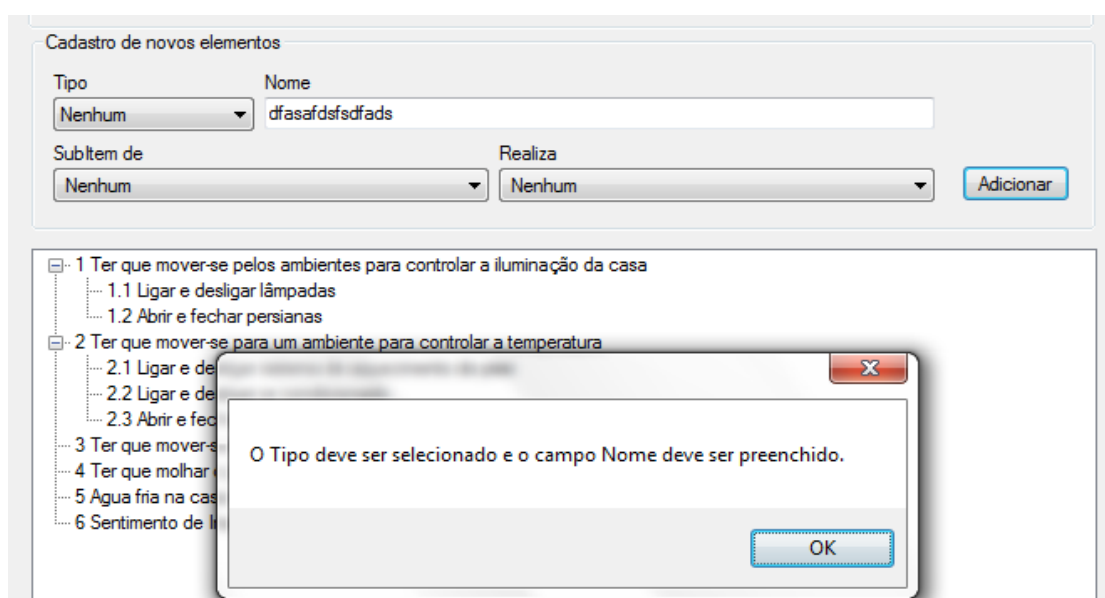 Cadastro de novos elementos
Tipo Nome
Nenhum dfasafdsfsdfads
SubItem de Realiza
Nenhum Nenhum Adicionar
1 Ter que mover-se pelos ambientes para controlar a iluminação da casa
1.1 Ligar e desligar lâmpadas
1.2 Abrir e fechar persianas
2 Ter que mover-se para um ambiente para controlar a temperatura
2.1 Ligar e
2.2 Ligar e
2.3 Abrir e
3 Ter que mover-se
4 Ter que molhar
5 Agua fria na
6 Sentimento de
O Tipo deve ser selecionado e o campo Nome deve ser preenchido.
OK